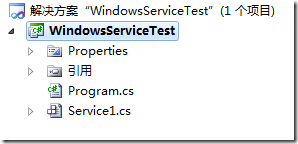 解决方案“WindowsServiceTest”(1 个项目)
WindowsServiceTest
Properties
引用
Program.cs
Service1.cs